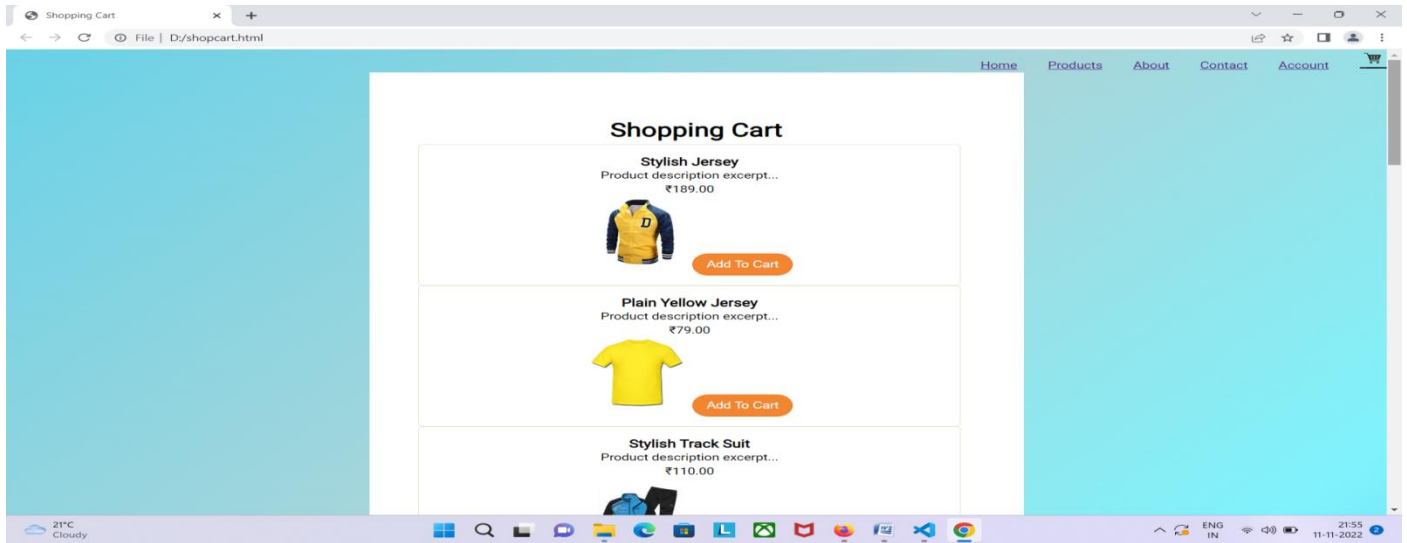 Shopping Cart
File | D:/shopcart.html
Home Products About Contact Account
Shopping Cart
Stylish Jersey
Product description excerpt...
₹189.00
D
Add To Cart
Plain Yellow Jersey
Product description excerpt...
₹79.00
Add To Cart
Stylish Track Suit
Product description excerpt...
₹110.00
21°C
Cloudy
L
ENG
IN
21:55
11-11-2022
2